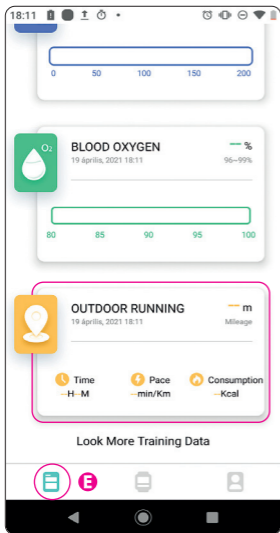 18:11
0 50 100 150 200
O₂
BLOOD OXYGEN — %
19 április, 2021 18:11 96~99%
80 85 90 95 100
OUTDOOR RUNNING — m
19 április, 2021 18:11 Mileage
Time Pace Consumption
--H--M --min/Km --Kcal
Look More Training Data
E